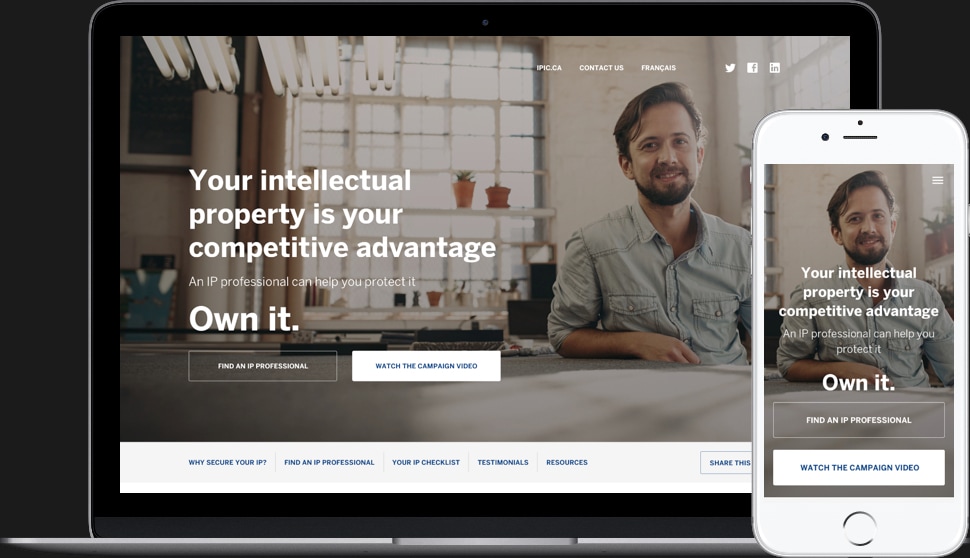 IPIC.CA CONTACT US FRANÇAIS
Your intellectual
property is your
competitive advantage
An IP professional can help you protect it
Own it.
FIND AN IP PROFESSIONAL WATCH THE CAMPAIGN VIDEO
WHY SECURE YOUR IP? FIND AN IP PROFESSIONAL YOUR IP CHECKLIST TESTIMONIALS RESOURCES SHARE THIS
Your intellectual
property is your
competitive advantage
An IP professional can help you
protect it
Own it.
FIND AN IP PROFESSIONAL
WATCH THE CAMPAIGN VIDEO